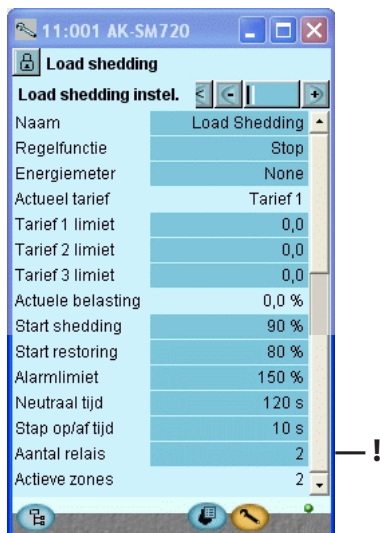 11:001 AK-SM720
Load shedding
Load shedding instel. < - +
Naam Load Shedding
Regelfunctie Stop
Energiemeter None
Actueel tarief Tarief 1
Tarief 1 limiet 0,0
Tarief 2 limiet 0,0
Tarief 3 limiet 0,0
Actuele belasting 0,0 %
Start shedding 90 %
Start restoring 80 %
Alarmlimiet 150 %
Neutraal tijd 120 s
Stap op/af tijd 10 s
Aantal relais 2 !
Actieve zones 2